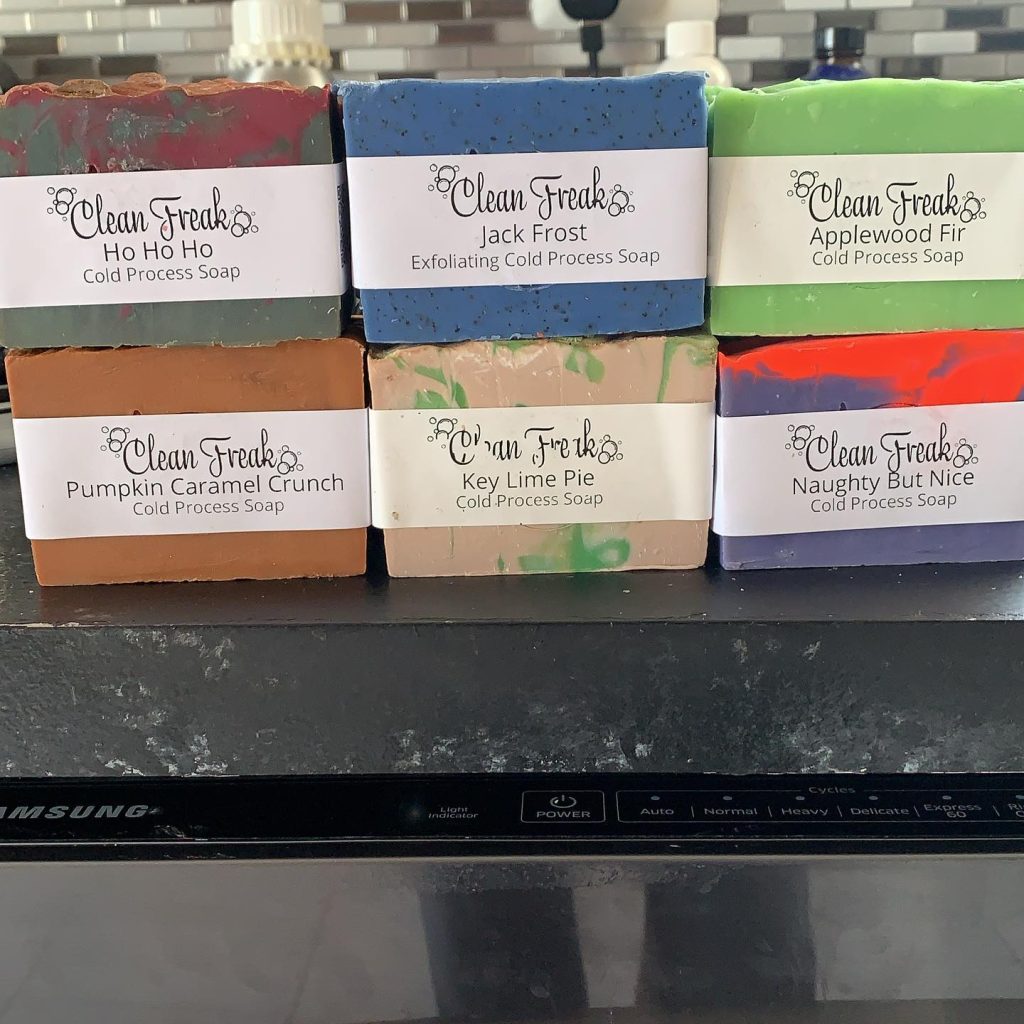 Clean Freak
Ho Ho Ho
Cold Process Soap
Clean Freak
Jack Frost
Exfoliating Cold Process Soap
Clean Freak
Applewood Fir
Cold Process Soap
Clean Freak
Pumpkin Caramel Crunch
Cold Process Soap
Clean Freak
Key Lime Pie
Cold Process Soap
Clean Freak
Naughty But Nice
Cold Process Soap
AMSUNG
Light
Indicator
POWER
Cycles
Auto | Normal | Heavy | Delicate | Express
60